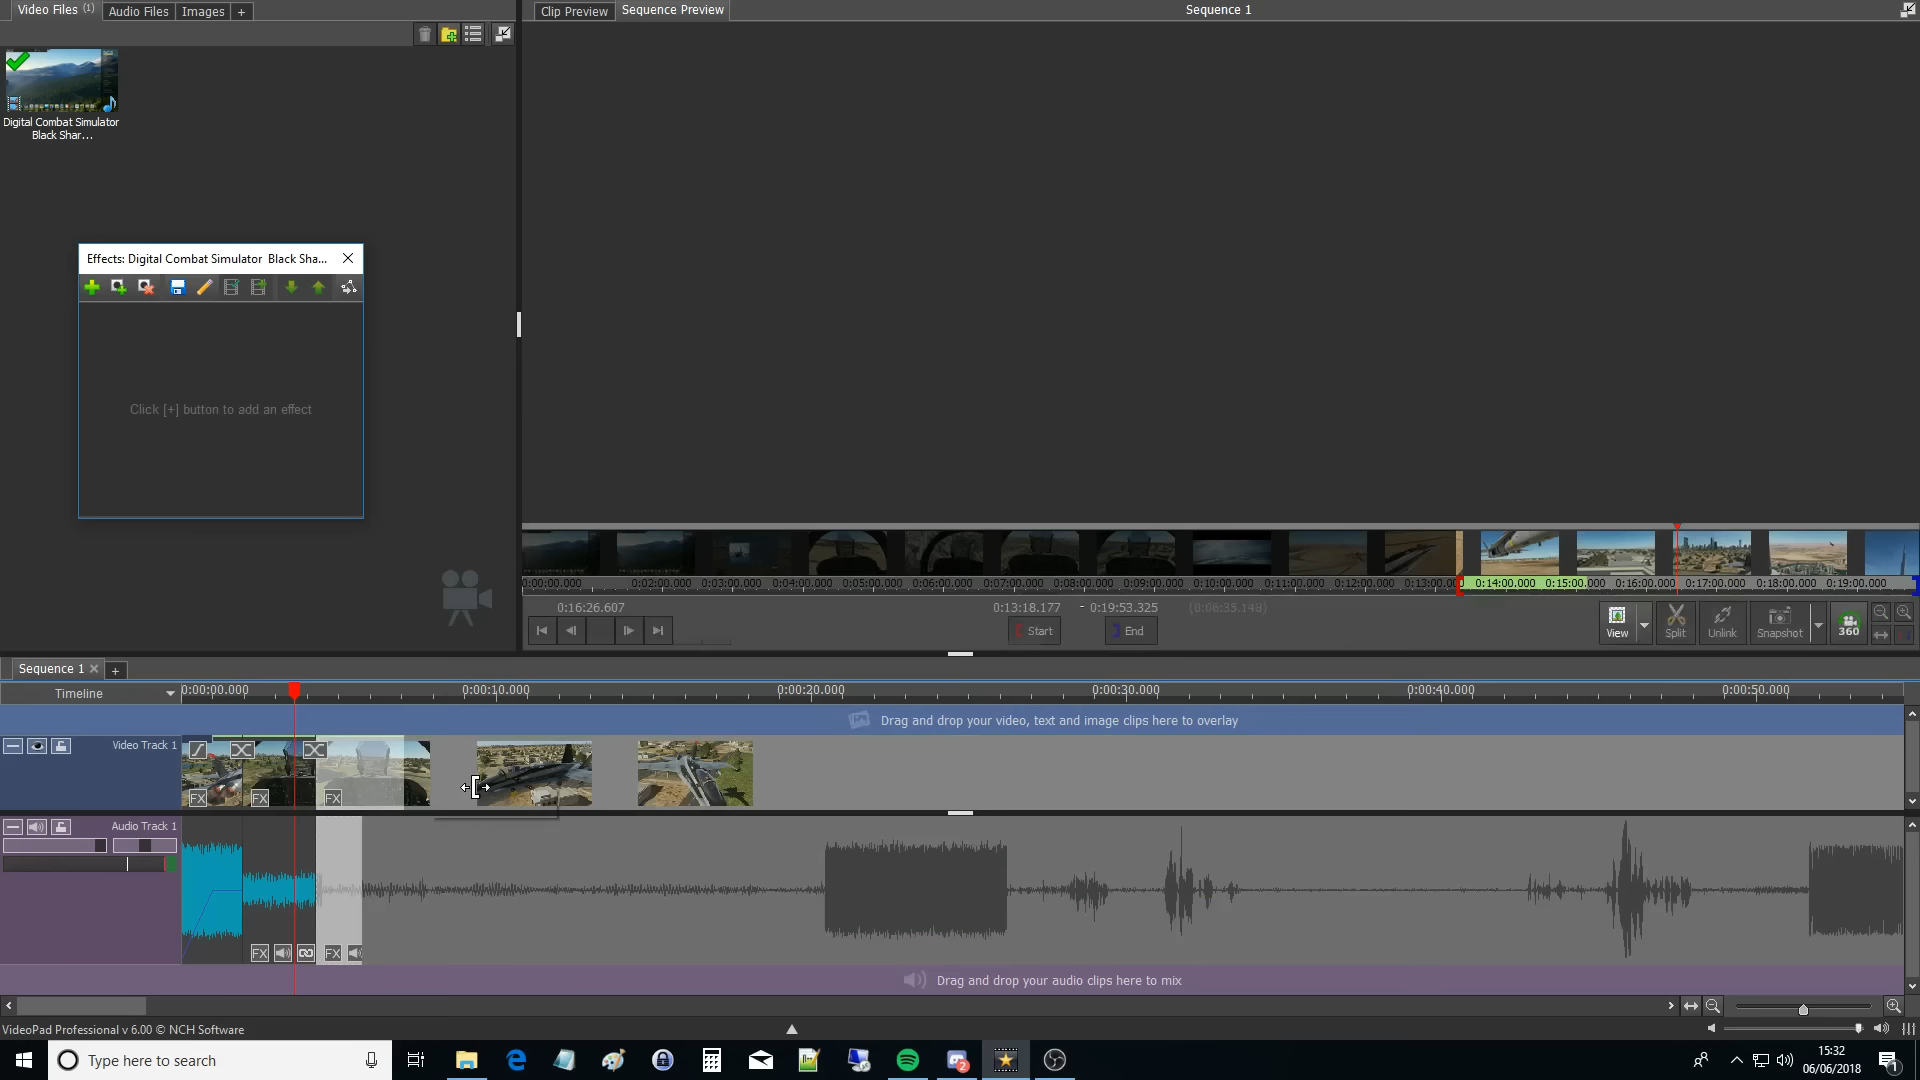 Video Files (1) Audio Files Images +
Clip Preview Sequence Preview Sequence 1
Digital Combat Simulator
Black Shar...
Effects: Digital Combat Simulator Black Sha...
Click [+] button to add an effect
0:00:00.000 0:02:00.000 0:03:00.000 0:04:00.000 0:05:00.000 0:06:00.000 0:07:00.000 0:08:00.000 0:09:00.000 0:10:00.000 0:11:00.000 0:12:00.000 0:13:00.000 0:14:00.000 0:15:00.000 0:16:00.000 0:17:00.000 0:18:00.000 0:19:00.000
0:16:26.607 0:13:18.177 - 0:19:53.325 (0:06:35.148)
Start End
View Split Unlink Snapshot 360
Sequence 1 +
Timeline 0:00:00.000 0:00:10.000 0:00:20.000 0:00:30.000 0:00:40.000 0:00:50.000
Drag and drop your video, text and image clips here to overlay
Video Track 1
FX FX FX
Audio Track 1
FX FX
Drag and drop your audio clips here to mix
VideoPad Professional v 6.00 © NCH Software
Type here to search
2
15:32
06/06/2018
1